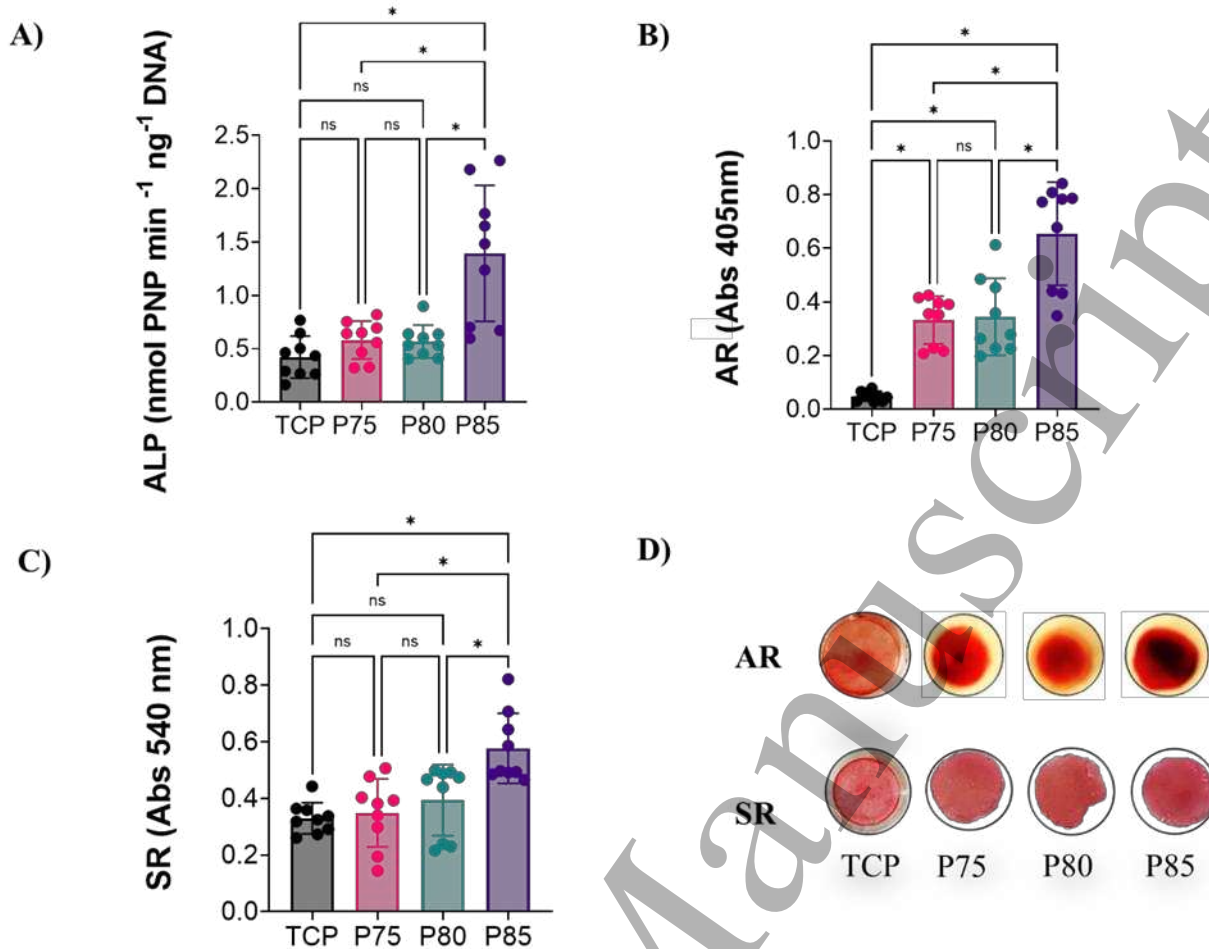 A)
*
*
ns
ns
ns
*
ALP (nmol PNP min -1 ng-1 DNA)
2.5
2.0
1.5
1.0
0.5
0.0
TCP P75 P80 P85
B)
*
*
*
*
ns
*
AR (Abs 405nm)
1.0
0.8
0.6
0.4
0.2
0.0
TCP P75 P80 P85
C)
*
*
ns
ns
ns
*
SR (Abs 540 nm)
1.0
0.8
0.6
0.4
0.2
0.0
TCP P75 P80 P85
D)
AR
SR
TCP P75 P80 P85
Manuscript